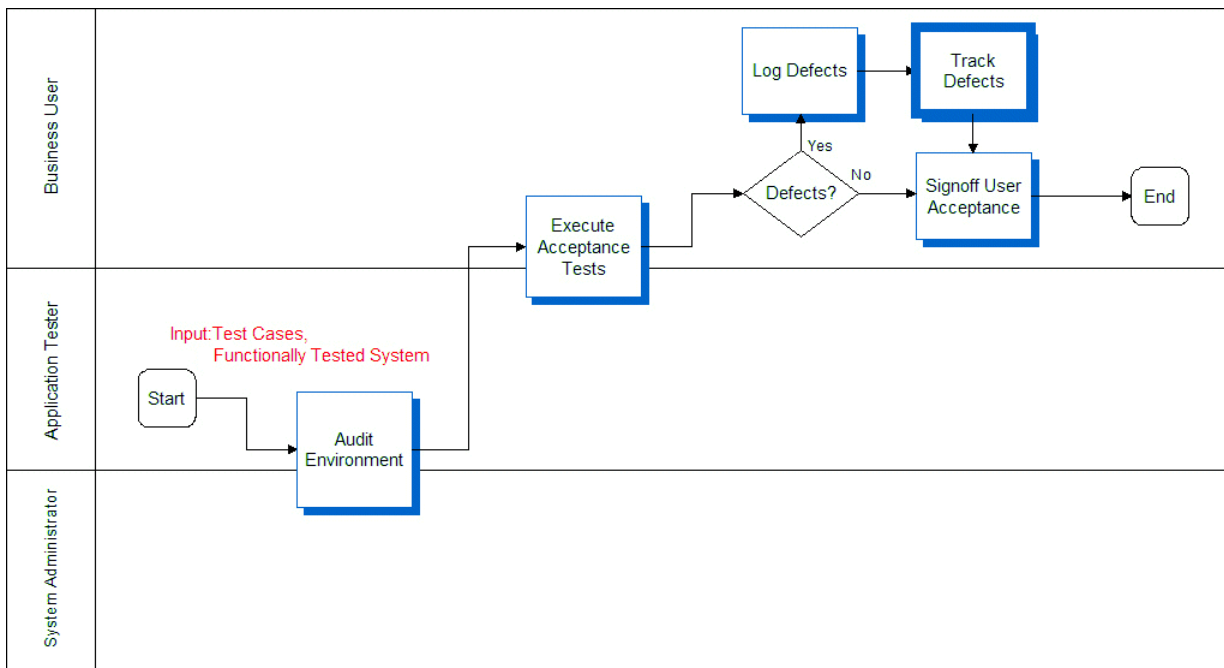 Business User
Log Defects
Track
Defects
Yes
Defects?
No
Signoff User
Acceptance
End
Execute
Acceptance
Tests
Application Tester
Input:Test Cases,
Functionally Tested System
Start
Audit
Environment
System Administrator